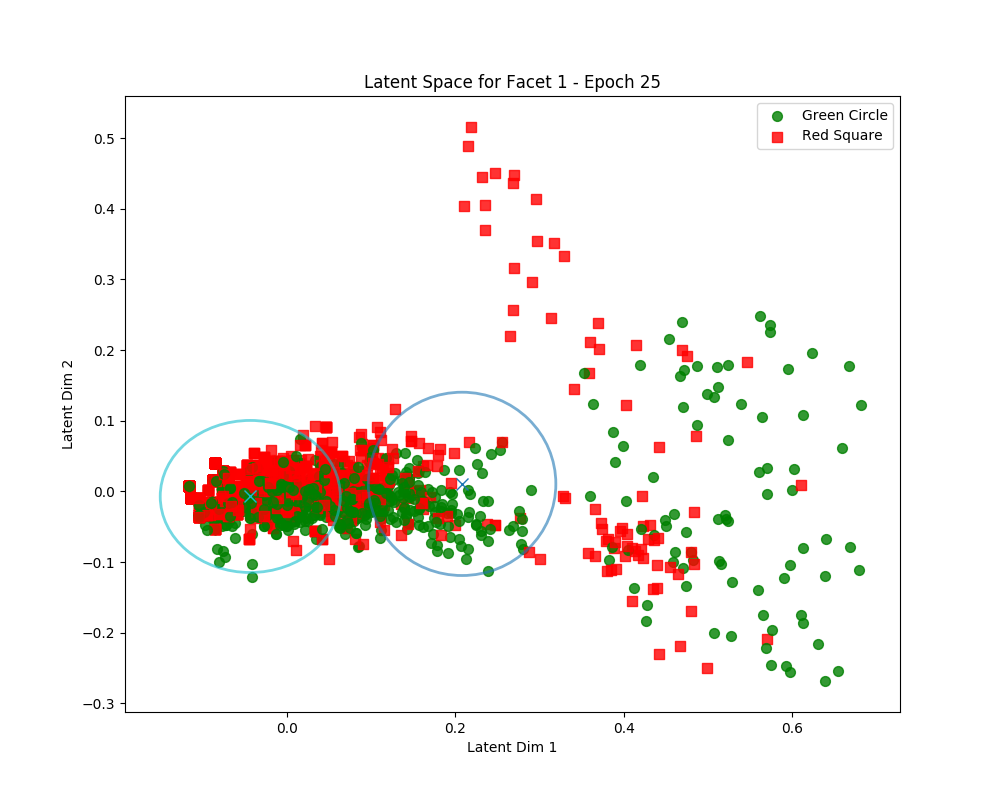 Latent Space for Facet 1 - Epoch 25
Green Circle
Red Square
0.5
0.4
0.3
0.2
0.1
0.0
−0.1
−0.2
−0.3
Latent Dim 2
0.0
0.2
0.4
0.6
Latent Dim 1